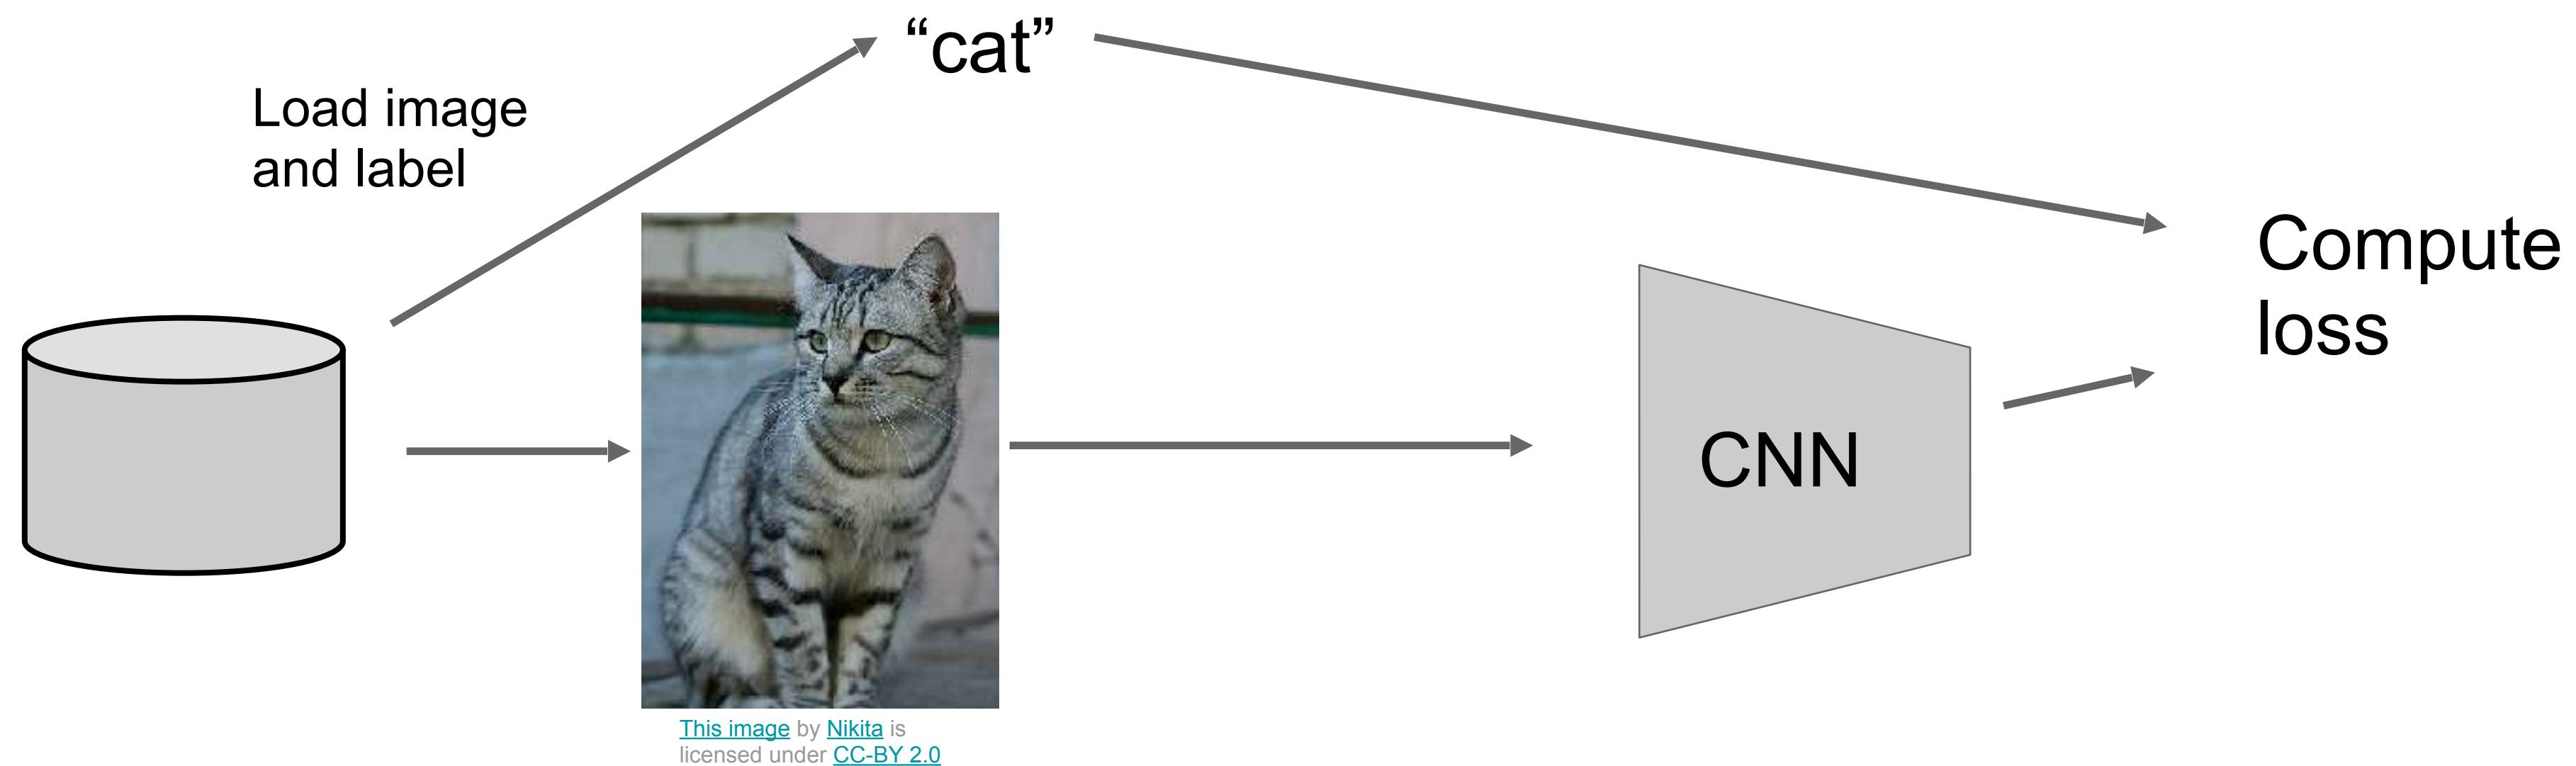 “cat”
Load image
and label
Compute
loss
CNN
This image by Nikita is
licensed under CC-BY 2.0